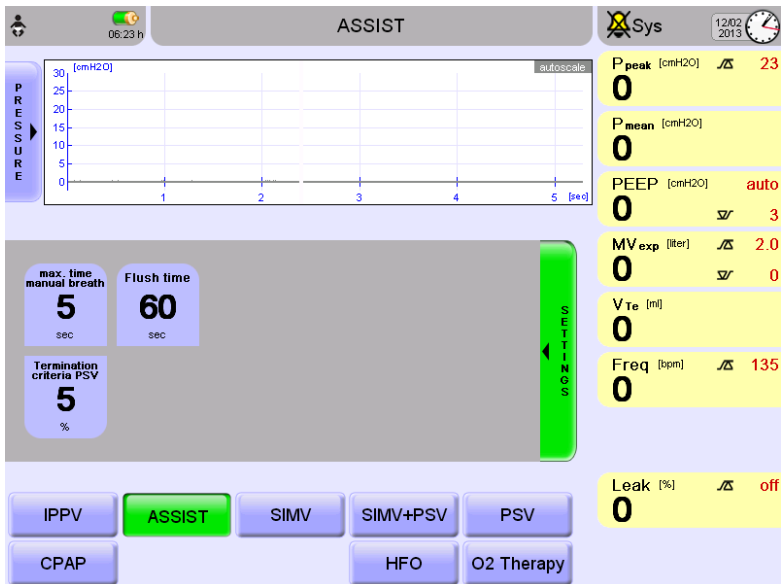 06:23 h
ASSIST
Sys
12/02
2013
PRESSURE
[cmH2O]
autoscale
30
25
20
15
10
5
0
1 2 3 4 5 [sec]
max. time
manual breath
5
sec
Flush time
60
sec
Termination
criteria PSV
5
%
SETTINGS
IPPV ASSIST SIMV SIMV+PSV PSV
CPAP HFO O2 Therapy
Ppeak [cmH2O] 23
0
Pmean [cmH2O]
0
PEEP [cmH2O] auto
0 3
MVexp [liter] 2.0
0 0
VTe [ml]
0
Freq [bpm] 135
0
Leak [%] off
0